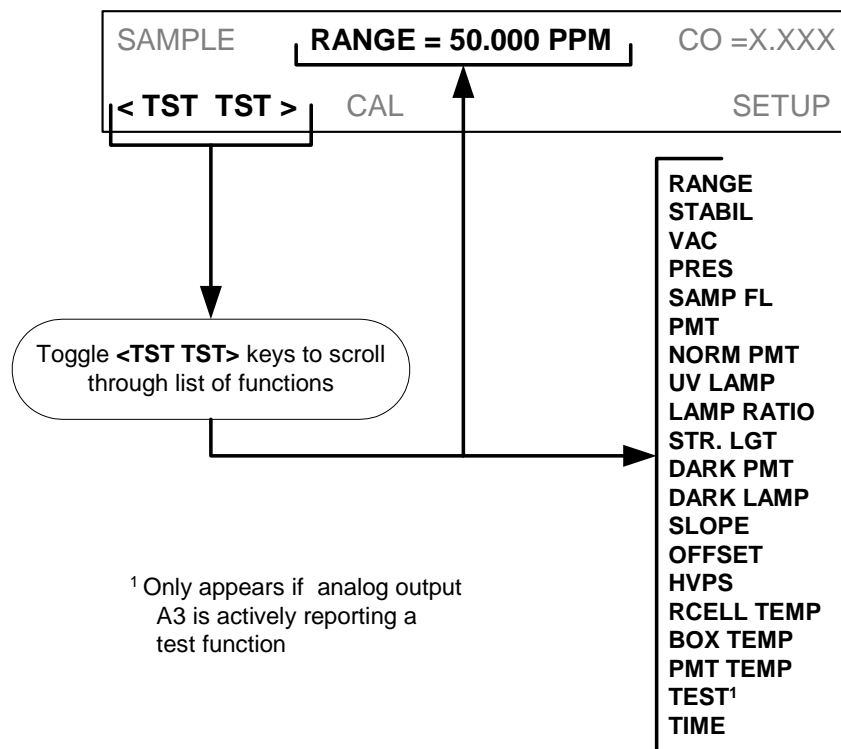 SAMPLE RANGE = 50.000 PPM CO =X.XXX
< TST TST > CAL SETUP
RANGE
STABIL
VAC
PRES
SAMP FL
PMT
NORM PMT
UV LAMP
LAMP RATIO
STR. LGT
DARK PMT
DARK LAMP
SLOPE
OFFSET
HVPS
RCELL TEMP
BOX TEMP
PMT TEMP
TEST¹
TIME
Toggle <TST TST> keys to scroll
through list of functions
¹ Only appears if analog output
A3 is actively reporting a
test function